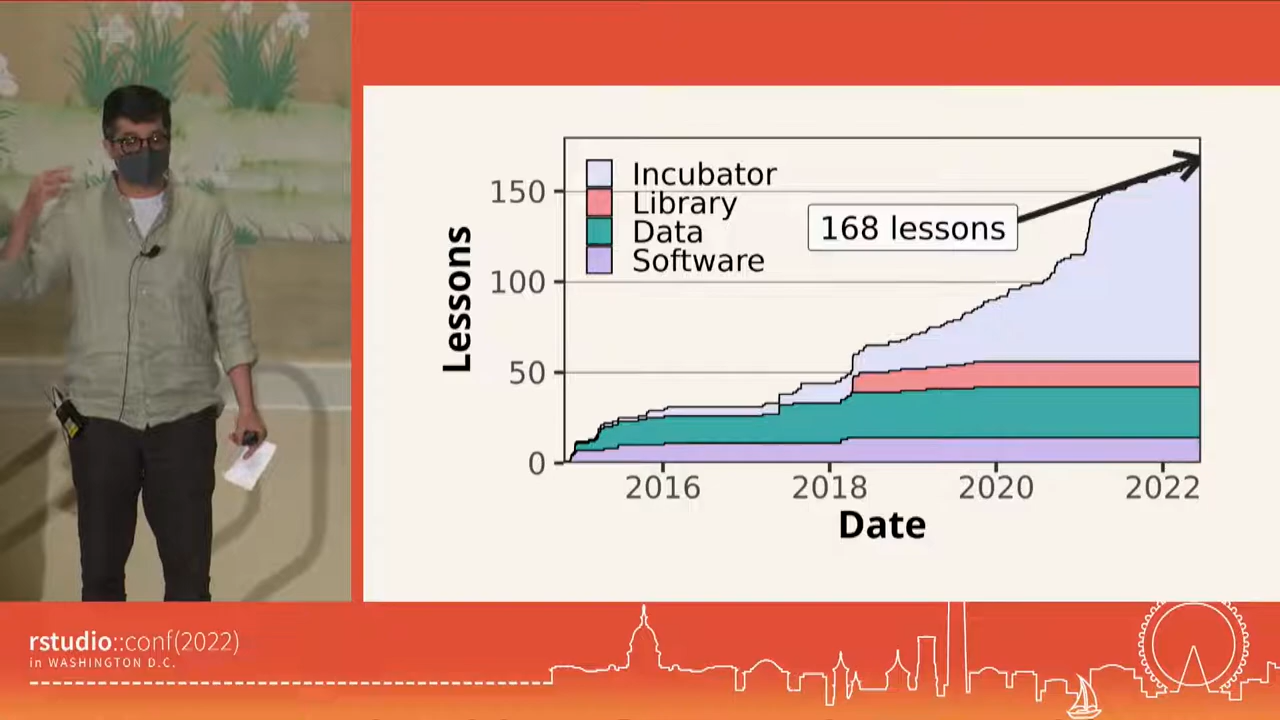 Incubator
Library
Data
Software
168 lessons
Lessons
150
100
50
0
2016 2018 2020 2022
Date
rstudio::conf(2022)
in WASHINGTON D.C.